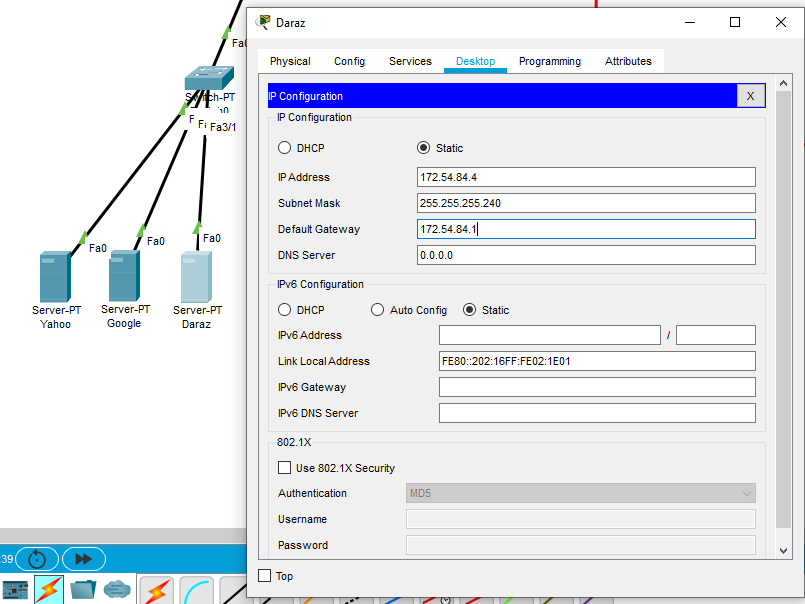 Daraz
Physical Config Services Desktop Programming Attributes
IP Configuration X
IP Configuration
DHCP Static
IP Address 172.54.84.4
Subnet Mask 255.255.255.240
Default Gateway 172.54.84.1
DNS Server 0.0.0.0
IPv6 Configuration
DHCP Auto Config Static
IPv6 Address /
Link Local Address FE80::202:16FF:FE02:1E01
IPv6 Gateway
IPv6 DNS Server
802.1X
Use 802.1X Security
Authentication MD5
Username
Password
Top
Fa3/1
Fa0
Fa0
Fa0
Server-PT
Yahoo
Server-PT
Google
Server-PT
Daraz
:39